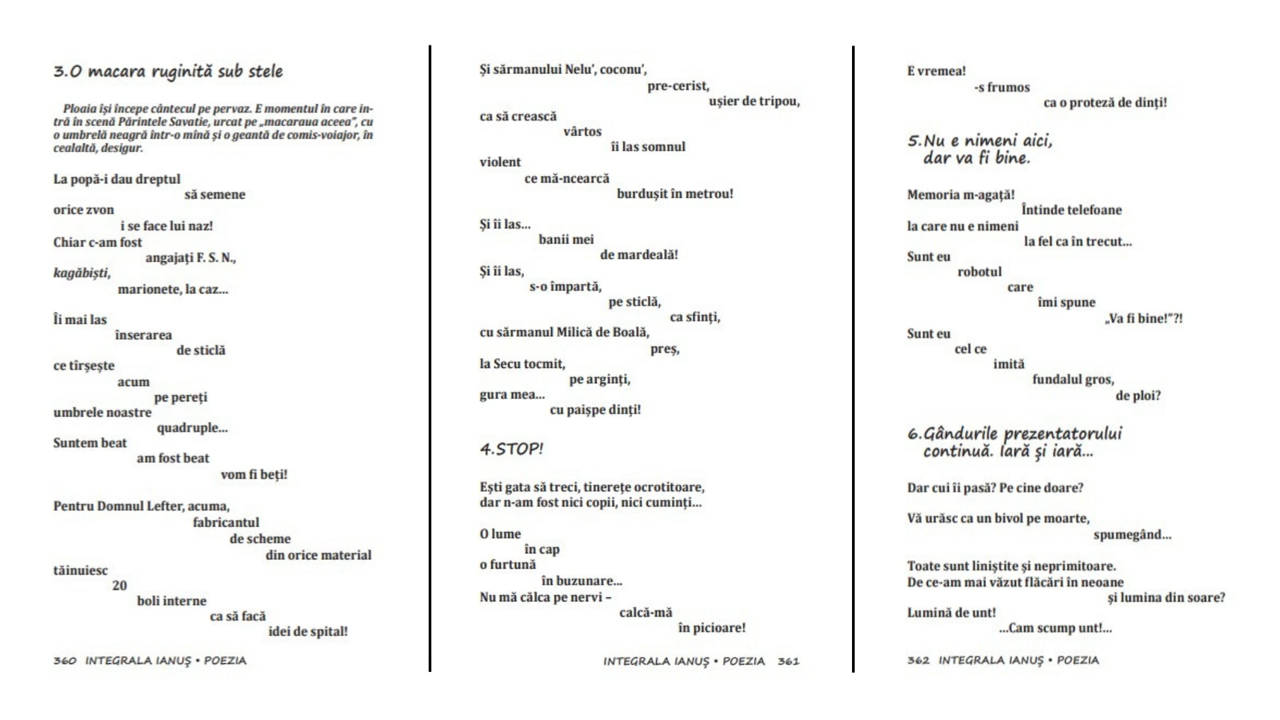 3.O macara ruginită sub stele
Ploaia își începe cântecul pe pervaz. E momentul în care in-
tră în scenă Părintele Savatie, urcat pe „macaraua aceea”, cu
o umbrelă neagră într-o mînă și o geantă de comis-voiajor, în
cealaltă, desigur.
La popă-i dau dreptul
să semene
orice zvon
i se face lui naz!
Chiar c-am fost
angajați F. S. N.,
kagăbiști,
marionete, la caz...
Îi mai las
înserarea
de sticlă
ce tîrșește
acum
pe pereți
umbrele noastre
quadruple...
Suntem beat
am fost beat
vom fi beți!
Pentru Domnul Lefter, acuma,
fabricantul
de scheme
din orice material
tăinuiesc
20
boli interne
ca să facă
idei de spital!
360 INTEGRALA IANUȘ • POEZIA
Și sărmanului Nelu’, coconu’,
pre-cerist,
ușier de tripou,
ca să crească
vârtos
îi las somnul
violent
ce mă-ncearcă
burdușit în metrou!
Și îi las...
banii mei
de mardeală!
Și îi las,
s-o împartă,
pe sticlă,
ca sfinți,
cu sărmanul Milică de Boală,
preș,
la Secu tocmit,
pe arginți,
gura mea...
cu paișpe dinți!
4.STOP!
Ești gata să treci, tinerețe ocrotitoare,
dar n-am fost nici copii, nici cuminți...
O lume
în cap
o furtună
în buzunare...
Nu mă călca pe nervi –
calcă-mă
în picioare!
INTEGRALA IANUȘ • POEZIA 361
E vremea!
-s frumos
ca o proteză de dinți!
5.Nu e nimeni aici,
dar va fi bine.
Memoria m-agață!
Întinde telefoane
la care nu e nimeni
la fel ca în trecut...
Sunt eu
robotul
care
îmi spune
„Va fi bine!”?!
Sunt eu
cel ce
imită
fundalul gros,
de ploi?
6.Gândurile prezentatorului
continuă. Iară și iară...
Dar cui îi pasă? Pe cine doare?
Vă urăsc ca un bivol pe moarte,
spumegând...
Toate sunt liniștite și neprimitoare.
De ce-am mai văzut flăcări în neoane
și lumina din soare?
Lumină de unt!
...Cam scump unt!...
362 INTEGRALA IANUȘ • POEZIA